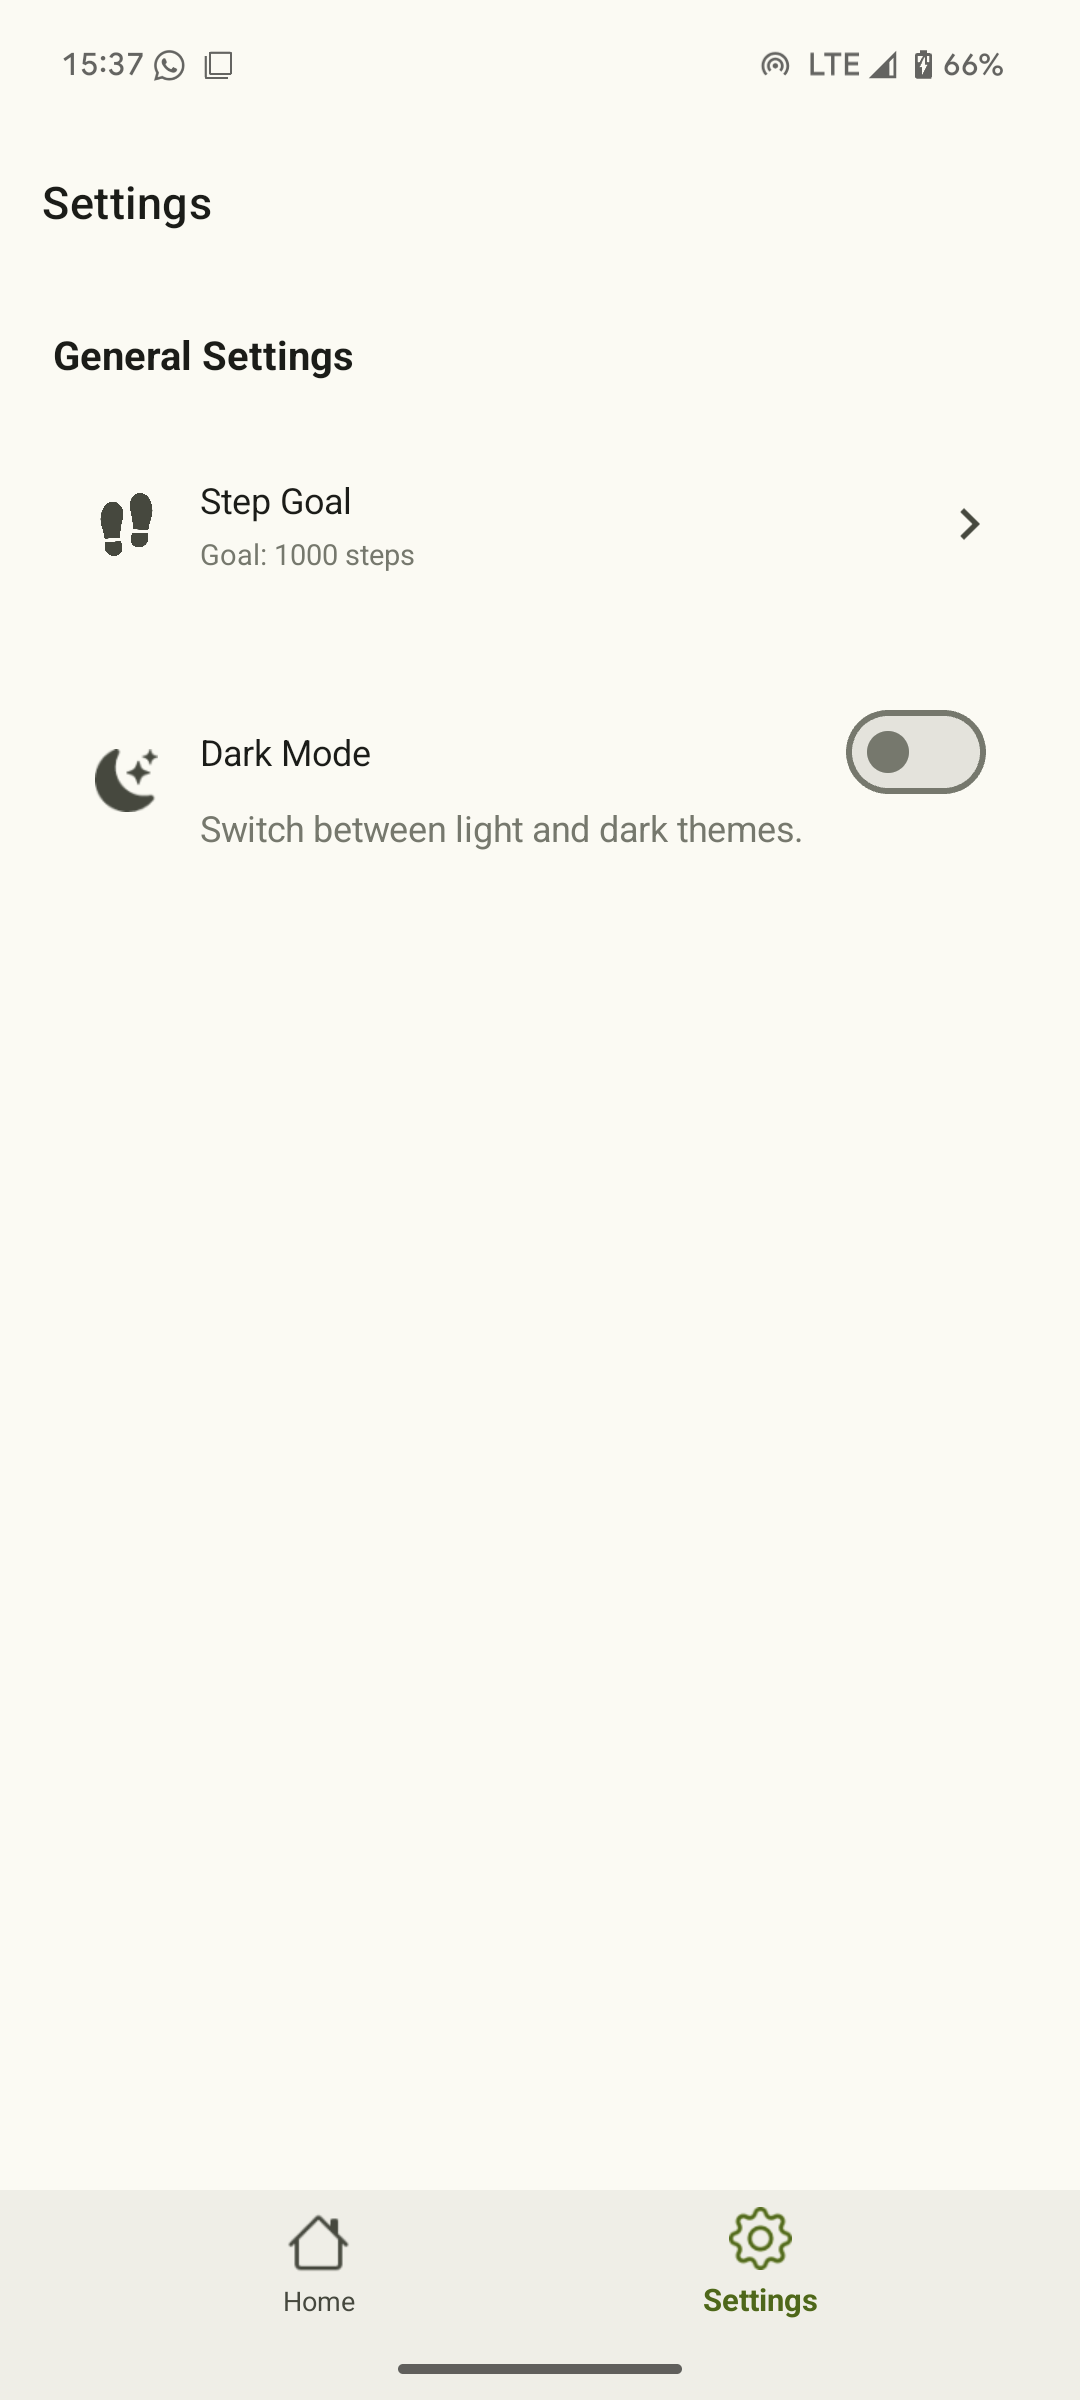 15:37
LTE 66%
Settings
General Settings
Step Goal
Goal: 1000 steps
Dark Mode
Switch between light and dark themes.
Home
Settings